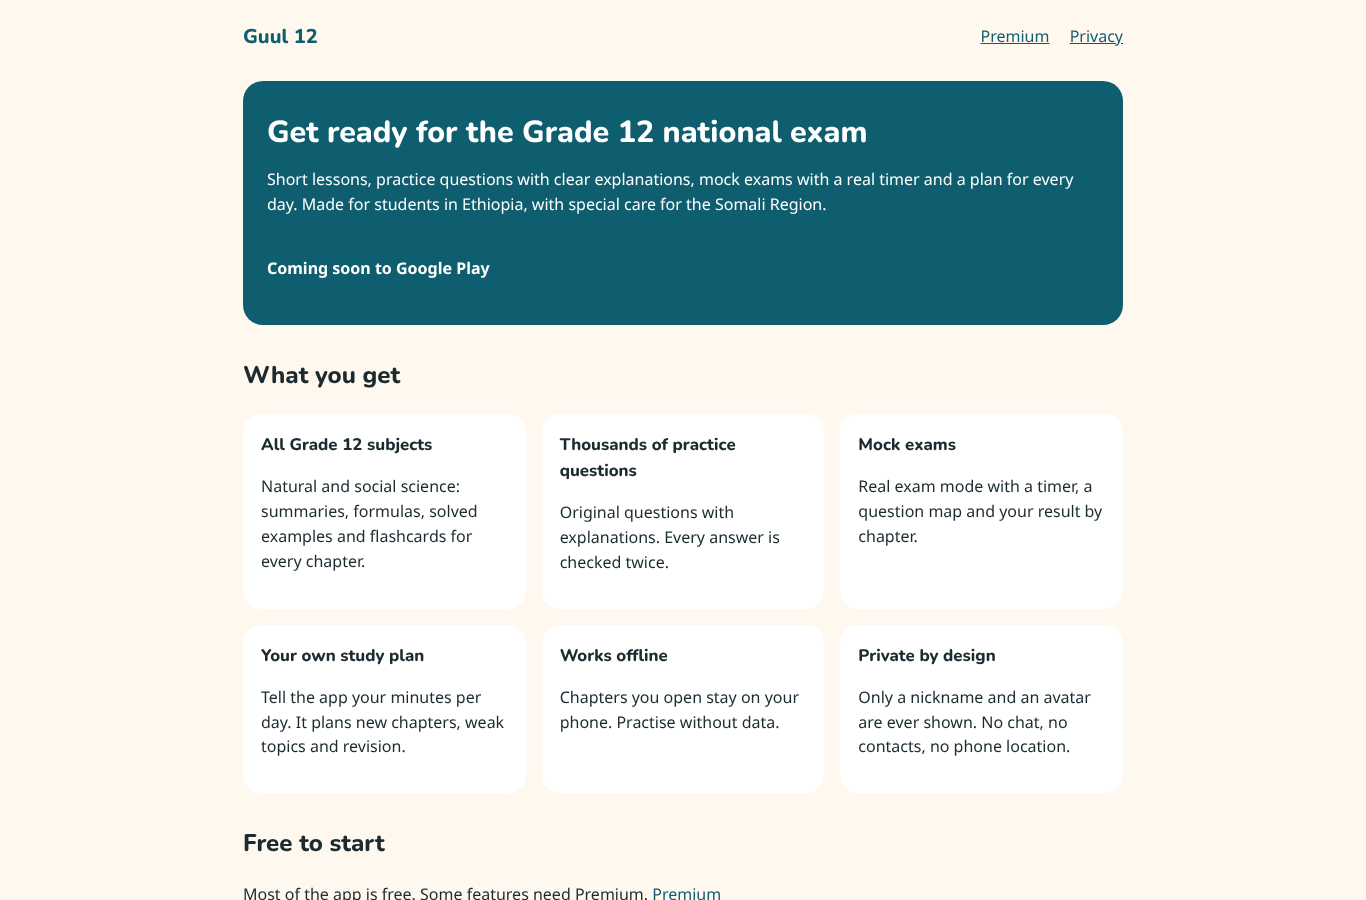 Guul 12
Premium
Privacy
Get ready for the Grade 12 national exam
Short lessons, practice questions with clear explanations, mock exams with a real timer and a plan for every
day. Made for students in Ethiopia, with special care for the Somali Region.
Coming soon to Google Play
What you get
All Grade 12 subjects
Natural and social science:
summaries, formulas, solved
examples and flashcards for
every chapter.
Thousands of practice
questions
Original questions with
explanations. Every answer is
checked twice.
Mock exams
Real exam mode with a timer, a
question map and your result by
chapter.
Your own study plan
Tell the app your minutes per
day. It plans new chapters, weak
topics and revision.
Works offline
Chapters you open stay on your
phone. Practise without data.
Private by design
Only a nickname and an avatar
are ever shown. No chat, no
contacts, no phone location.
Free to start
Most of the app is free. Some features need Premium. Premium